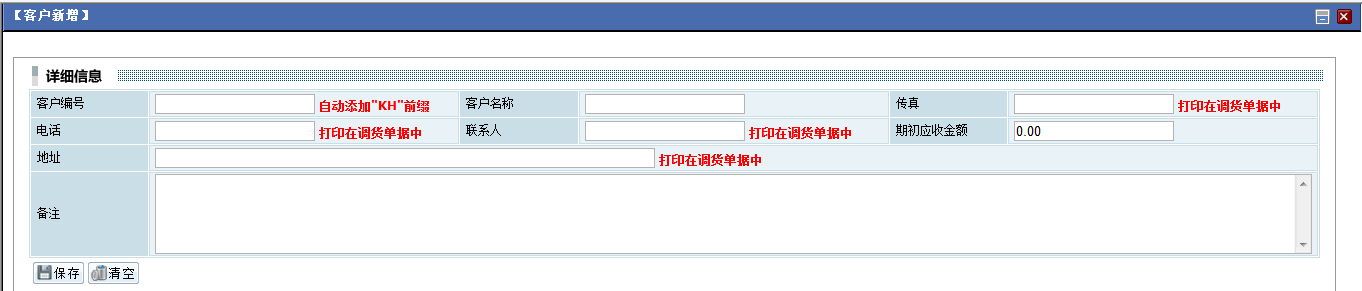 【客户新增】
详细信息
客户编号 自动添加"KH"前缀 客户名称 传真 打印在调货单据中
电话 打印在调货单据中 联系人 打印在调货单据中 期初应收金额 0.00
地址 打印在调货单据中
备注
保存 清空